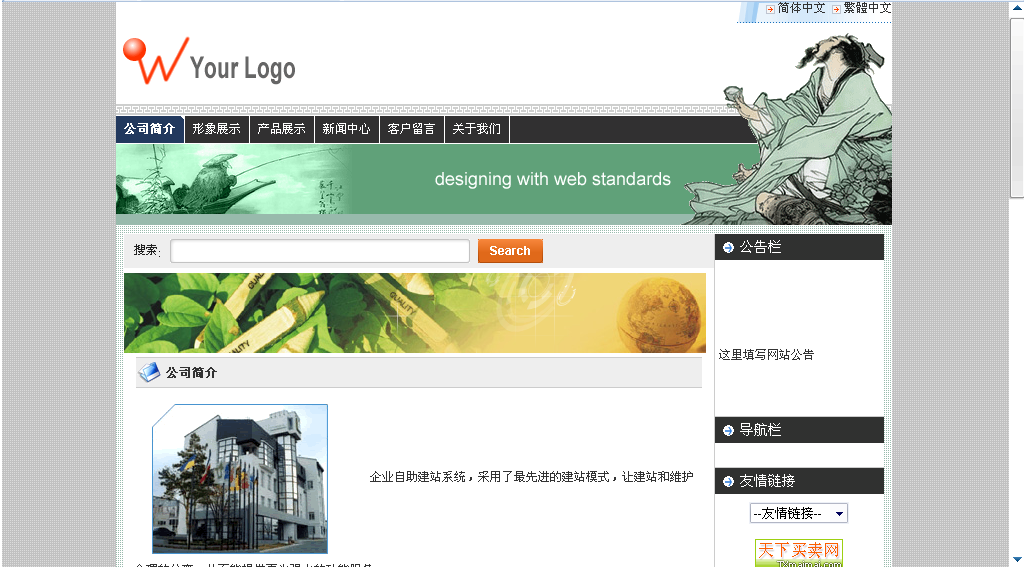 简体中文 繁體中文
Your Logo
公司简介 形象展示 产品展示 新闻中心 客户留言 关于我们
designing with web standards
搜索: Search
QUALITY
QUALITY
QUALITY
公司简介
企业自助建站系统，采用了最先进的建站模式，让建站和维护
公告栏
这里填写网站公告
导航栏
友情链接
--友情链接--
天下买卖网